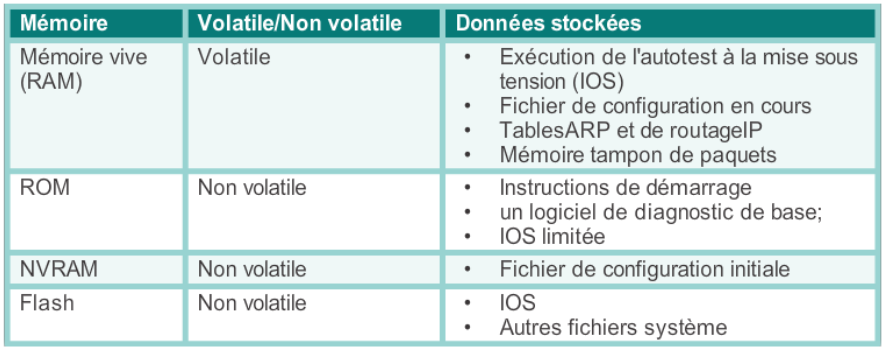 Mémoire Volatile/Non volatile Données stockées
Mémoire vive (RAM) Volatile
• Exécution de l'autotest à la mise sous
tension (IOS)
• Fichier de configuration en cours
• TablesARP et de routageIP
• Mémoire tampon de paquets
ROM Non volatile
• Instructions de démarrage
• un logiciel de diagnostic de base;
• IOS limitée
NVRAM Non volatile
• Fichier de configuration initiale
Flash Non volatile
• IOS
• Autres fichiers système